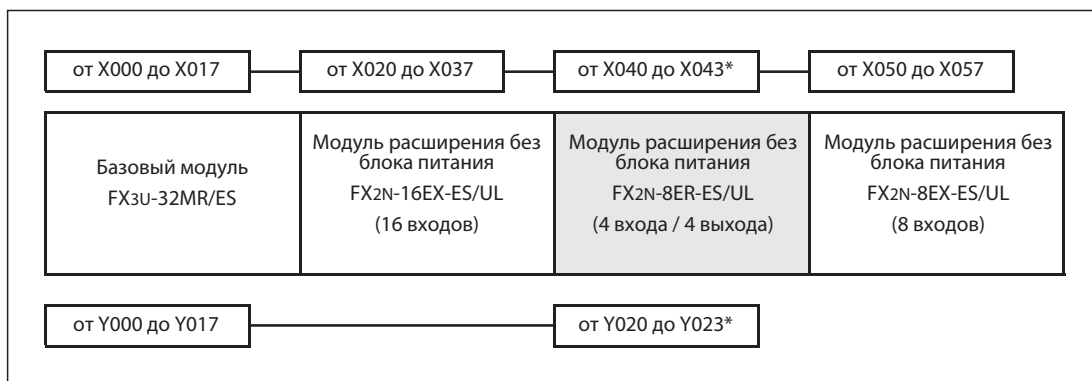 от X000 до X017
от X020 до X037
от X040 до X043*
от X050 до X057
Базовый модуль
FX3U-32MR/ES
Модуль расширения без
блока питания
FX2N-16EX-ES/UL
(16 входов)
Модуль расширения без
блока питания
FX2N-8ER-ES/UL
(4 входа / 4 выхода)
Модуль расширения без
блока питания
FX2N-8EX-ES/UL
(8 входов)
от Y000 до Y017
от Y020 до Y023*